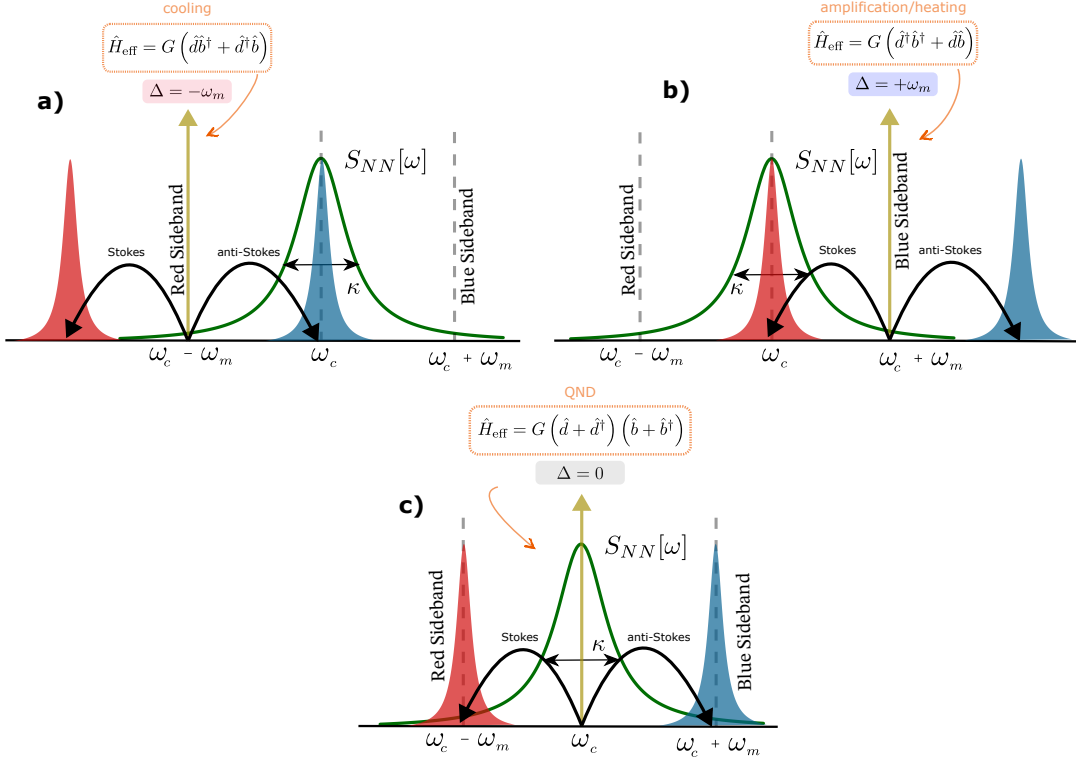 cooling
Ĥ_eff = G (d̂b̂† + d̂†b̂)
Δ = −ω_m
a)
S_NN[ω]
Red Sideband
Blue Sideband
Stokes
anti-Stokes
κ
ω_c − ω_m
ω_c
ω_c + ω_m
amplification/heating
Ĥ_eff = G (d̂†b̂† + d̂b̂)
Δ = +ω_m
b)
S_NN[ω]
Red Sideband
Blue Sideband
Stokes
anti-Stokes
κ
ω_c − ω_m
ω_c
ω_c + ω_m
QND
Ĥ_eff = G (d̂ + d̂†) (b̂ + b̂†)
Δ = 0
c)
S_NN[ω]
Red Sideband
Blue Sideband
Stokes
anti-Stokes
κ
ω_c − ω_m
ω_c
ω_c + ω_m